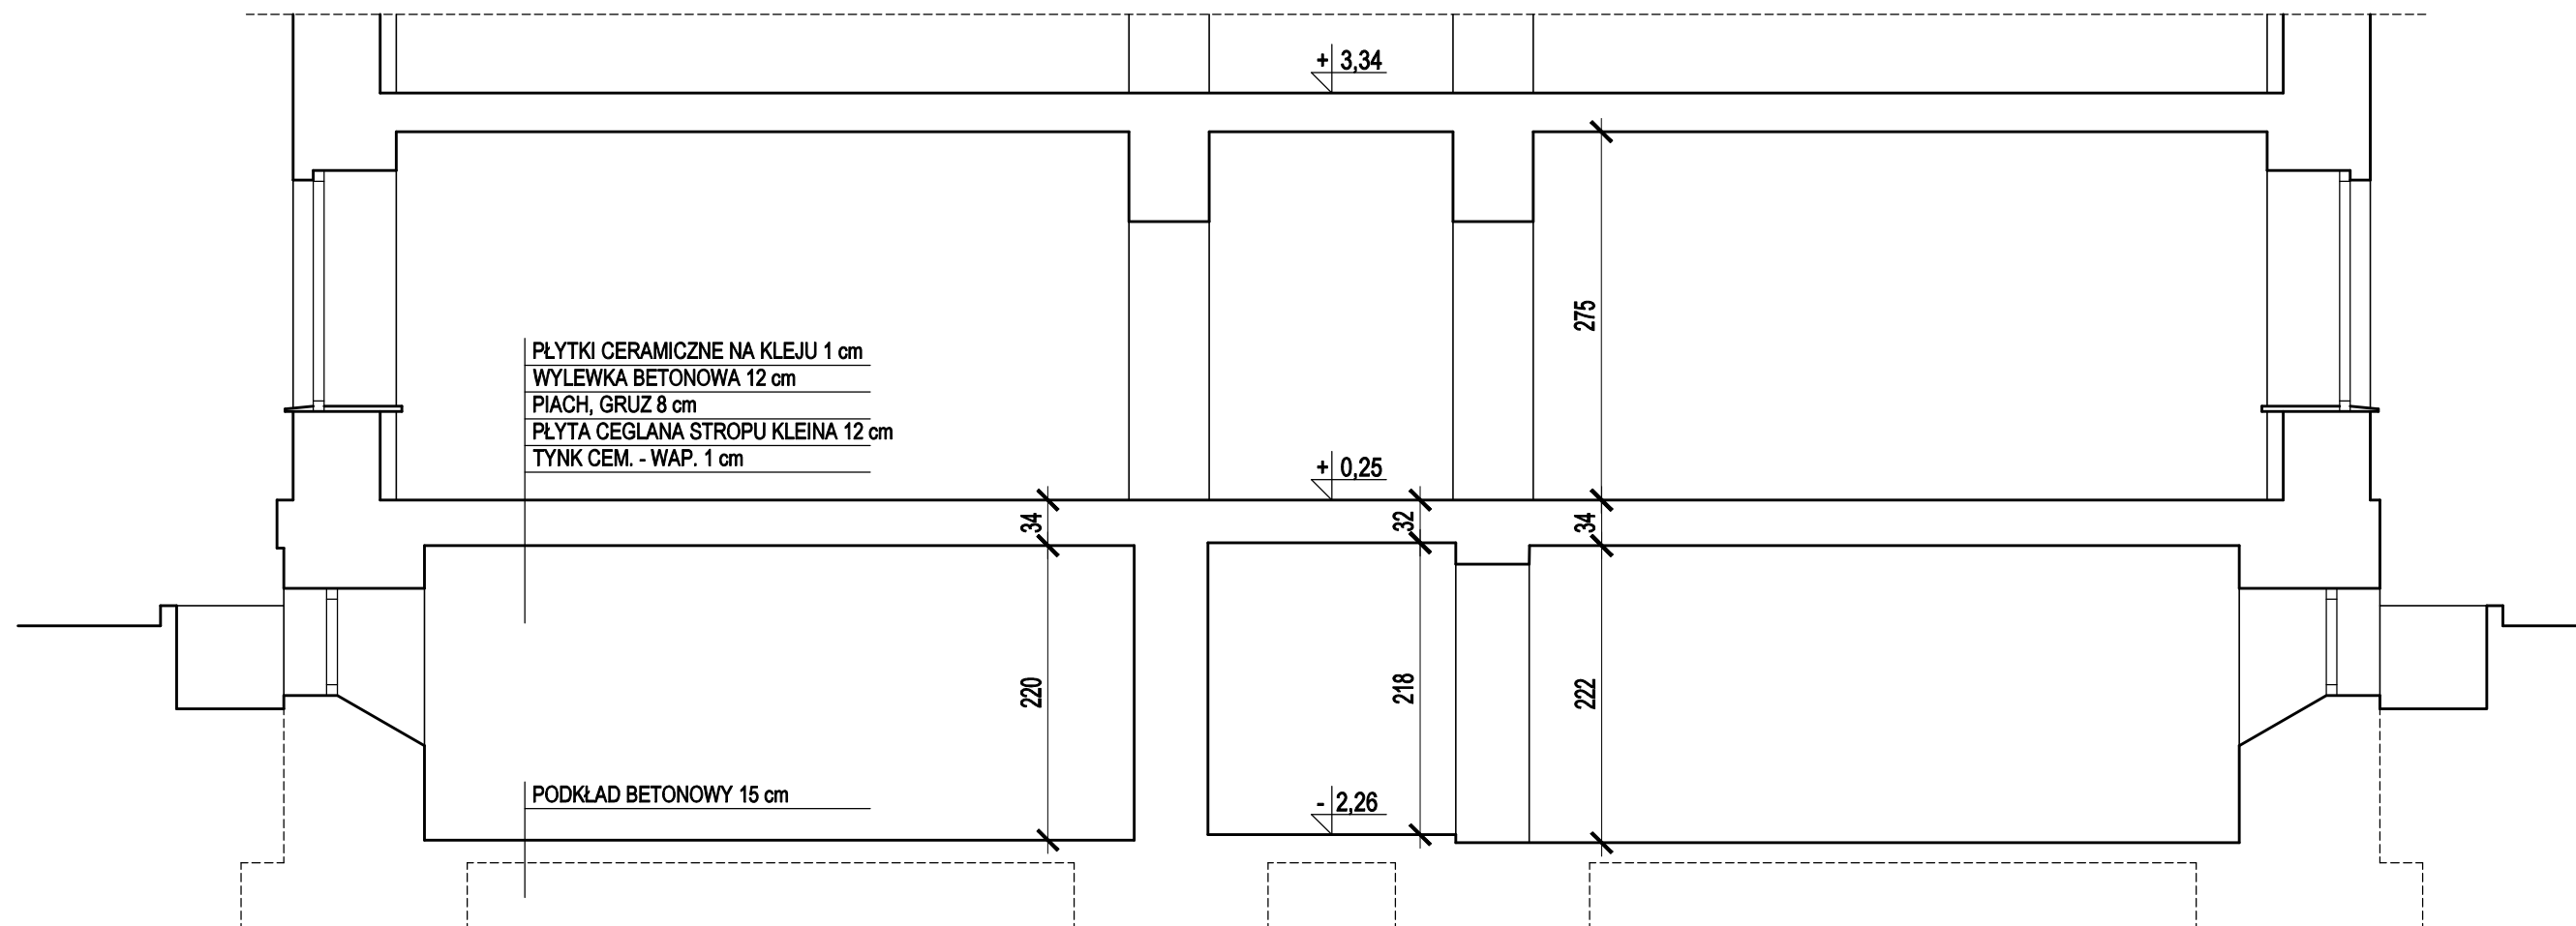 + 3,34
275
PŁYTKI CERAMICZNE NA KLEJU 1 cm
WYLEWKA BETONOWA 12 cm
PIACH, GRUZ 8 cm
PŁYTA CEGLANA STROPU KLEINA 12 cm
TYNK CEM. - WAP. 1 cm
+ 0,25
34
32
34
220
218
222
PODKŁAD BETONOWY 15 cm
- 2,26